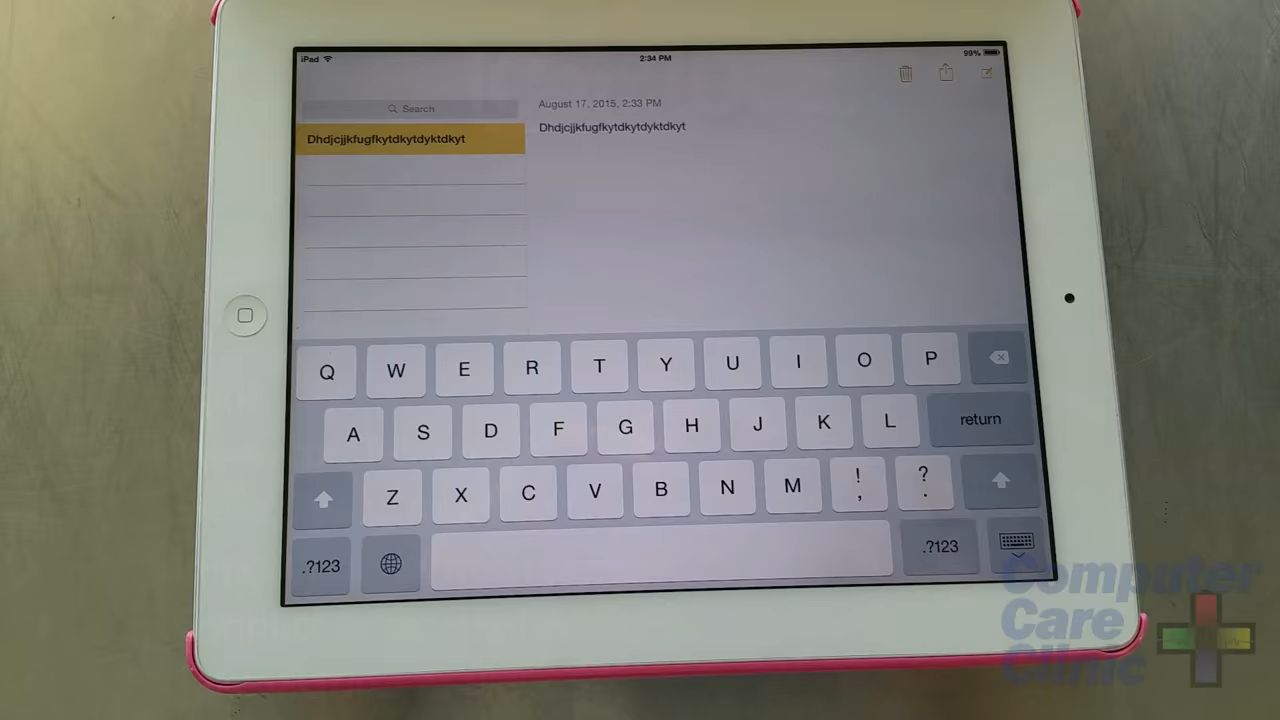 iPad 2:34 PM 99%
Search
Dhdjcjjkfugfkytdkytdyktdkyt
August 17, 2015, 2:33 PM
Dhdjcjjkfugfkytdkytdyktdkyt
Q W E R T Y U I O P
A S D F G H J K L return
Z X C V B N M ! , ? .
.?123 .?123
Computer
Care
Clinic